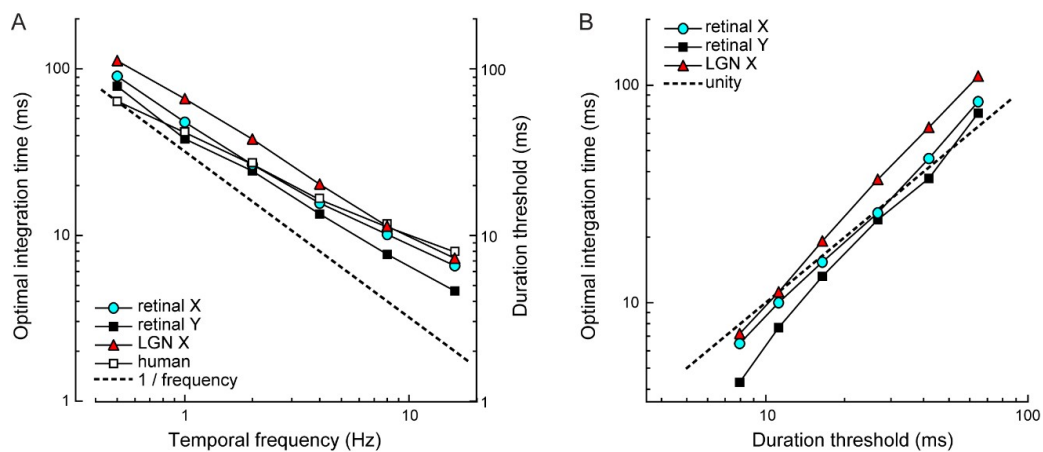 A
Optimal integration time (ms)
100
10
1
100
10
1
Duration threshold (ms)
retinal X
retinal Y
LGN X
human
1 / frequency
1
10
Temporal frequency (Hz)
B
Optimal intergation time (ms)
retinal X
retinal Y
LGN X
unity
100
10
10
100
Duration threshold (ms)